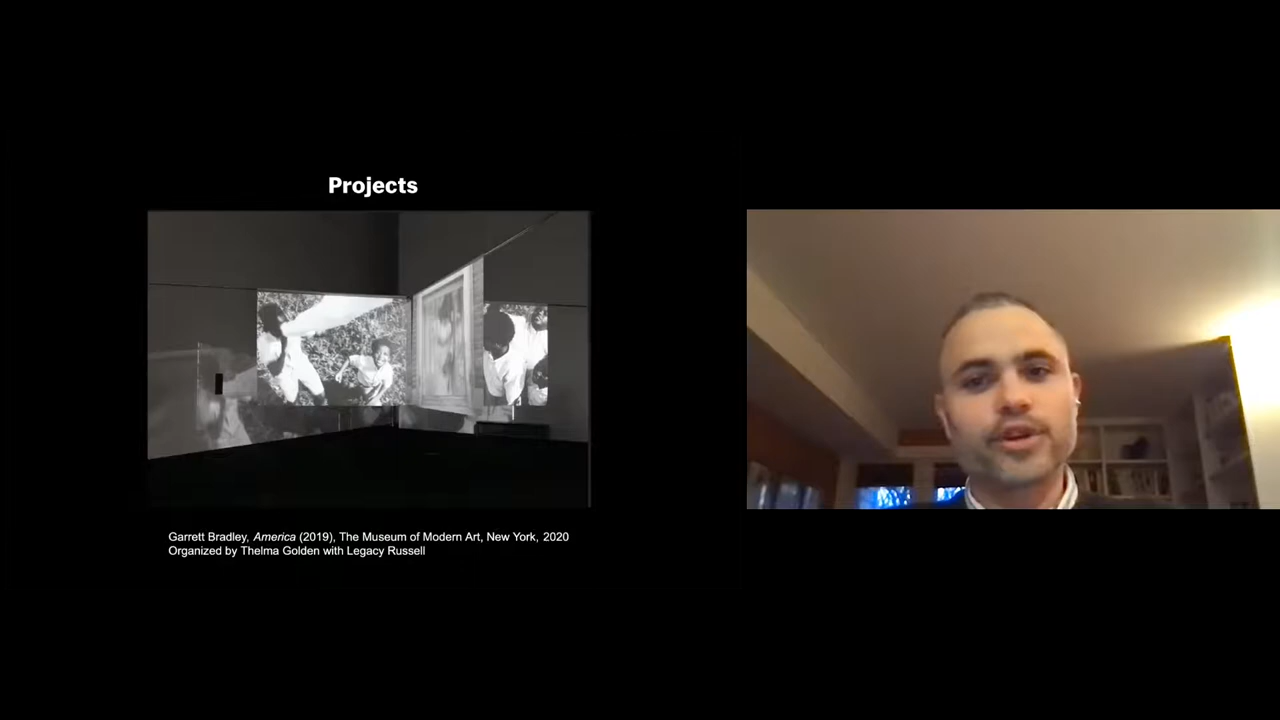 Projects
Garrett Bradley, America (2019), The Museum of Modern Art, New York, 2020
Organized by Thelma Golden with Legacy Russell